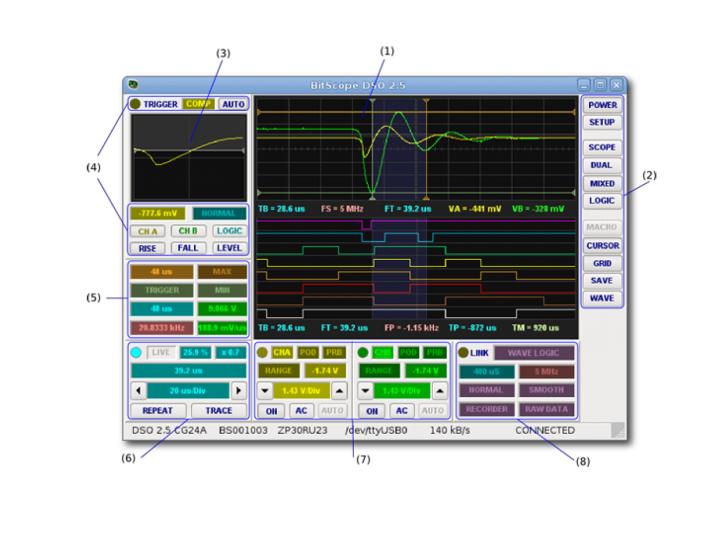 (3)
(1)
BitScope DSO 2.5
TRIGGER COMP AUTO
POWER
SETUP
SCOPE
DUAL
MIXED
LOGIC
MACRO
CURSOR
GRID
SAVE
WAVE
(4)
(2)
-777.6 mV NORMAL
CH A CH B LOGIC
RISE FALL LEVEL
TB = 28.6 us FS = 5 MHz FT = 39.2 us VA = -441 mV VB = -328 mV
(5)
48 us MAX
TRIGGER MIN
48 us
20.8333 kHz
TB = 28.6 us FT = 39.2 us FP = -1.15 kHz TP = -872 us TM = 920 us
LIVE 25.9 % x 0.7
39.2 us
20 us/Div
REPEAT TRACE
CHA POD PRB
RANGE -1.74 V
1.43 V/Div
ON AC AUTO
CHB POD PRB
RANGE -1.74 V
1.43 V/Div
ON AC AUTO
LINK WAVE LOGIC
400 uS 5 MHz
NORMAL SMOOTH
RECORDER RAW DATA
DSO 2.5 CG24A BS001003 ZP30RU23 /dev/ttyUSB0 140 kB/s CONNECTED
(6)
(7)
(8)